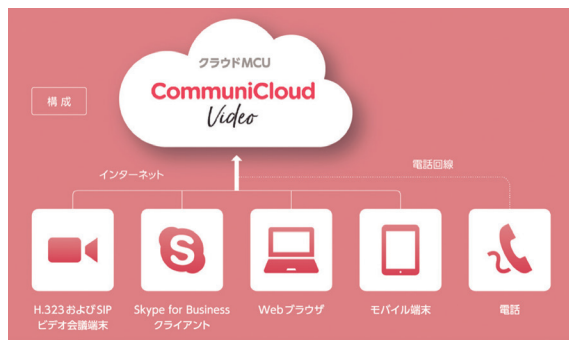 クラウドMCU
CommuniCloud
Video
構成
インターネット
電話回線
H.323およびSIP
ビデオ会議端末
Skype for Business
クライアント
Webブラウザ
モバイル端末
電話